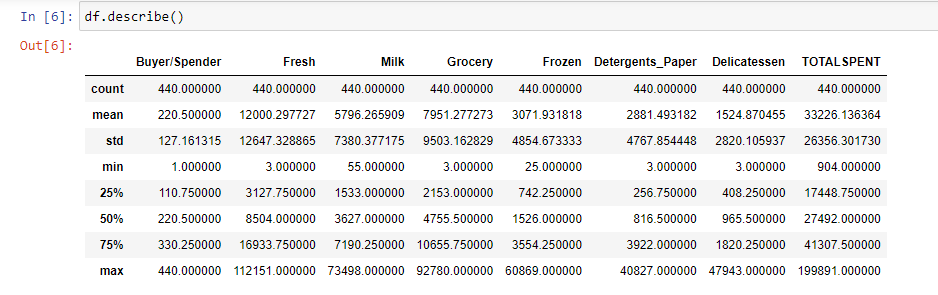 In [6]: df.describe()
Out[6]:
Buyer/Spender Fresh Milk Grocery Frozen Detergents_Paper Delicatessen TOTALSPENT
count 440.000000 440.000000 440.000000 440.000000 440.000000 440.000000 440.000000 440.000000
mean 220.500000 12000.297727 5796.265909 7951.277273 3071.931818 2881.493182 1524.870455 33226.136364
std 127.161315 12647.328865 7380.377175 9503.162829 4854.673333 4767.854448 2820.105937 26356.301730
min 1.000000 3.000000 55.000000 3.000000 25.000000 3.000000 3.000000 904.000000
25% 110.750000 3127.750000 1533.000000 2153.000000 742.250000 256.750000 408.250000 17448.750000
50% 220.500000 8504.000000 3627.000000 4755.500000 1526.000000 816.500000 965.500000 27492.000000
75% 330.250000 16933.750000 7190.250000 10655.750000 3554.250000 3922.000000 1820.250000 41307.500000
max 440.000000 112151.000000 73498.000000 92780.000000 60869.000000 40827.000000 47943.000000 199891.000000